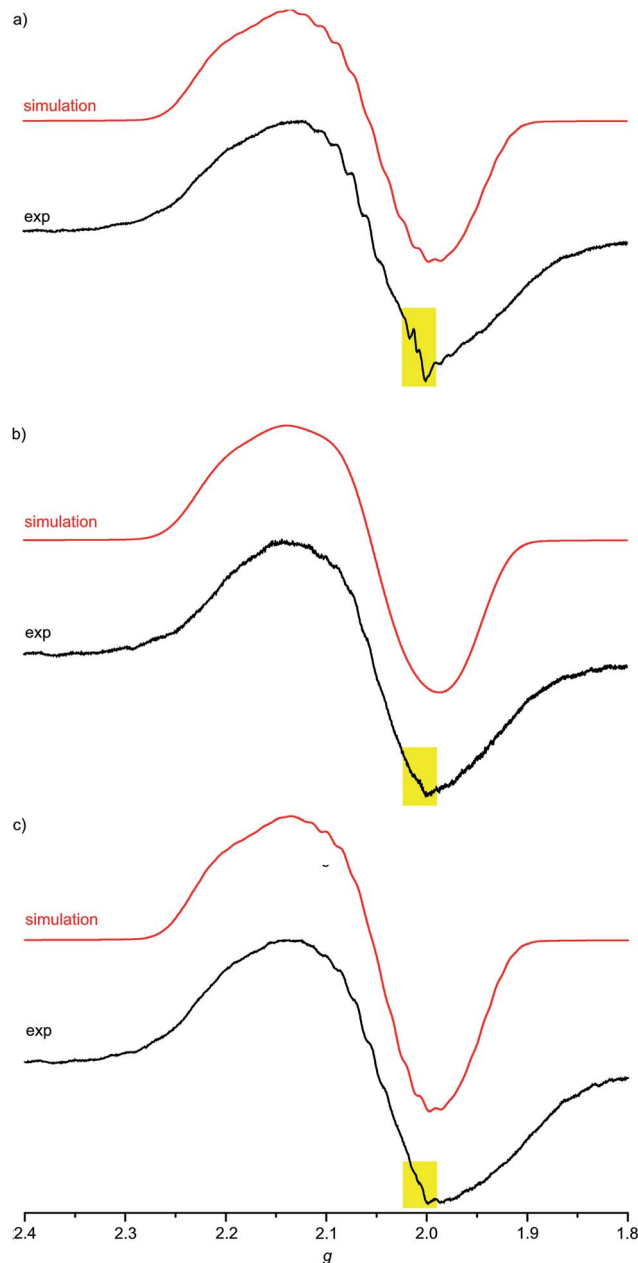 a)
simulation
exp
b)
simulation
exp
c)
simulation
exp
2.4 2.3 2.2 2.1 2.0 1.9 1.8
g